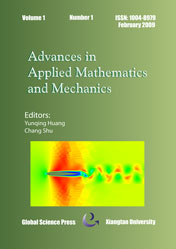 Volume 1 Number 1 ISSN: 1004-8979
February 2009
Advances in
Applied Mathematics
and Mechanics
Editors:
Yunqing Huang
Chang Shu
Global Science Press Xiangtan University